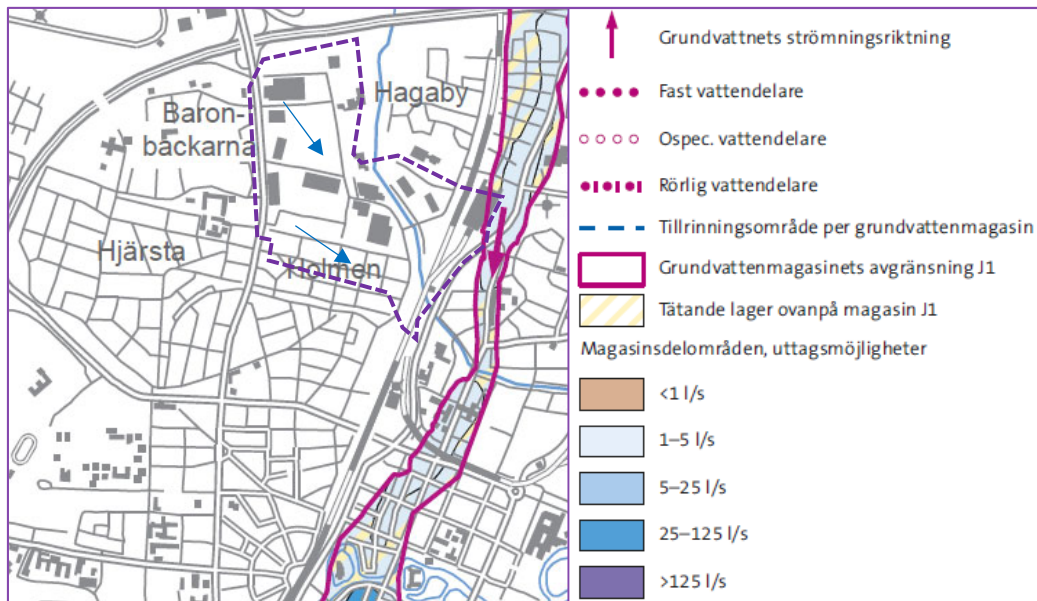 Hagaby
Baron-
backarna
Hjärsta
Holmen
Grundvattnets strömningsriktning
Fast vattendelare
Ospec. vattendelare
Rörlig vattendelare
Tillrinningsområde per grundvattenmagasin
Grundvattenmagasinets avgränsning J1
Tätande lager ovanpå magasin J1
Magasinsdelområden, uttagsmöjligheter
<1 l/s
1–5 l/s
5–25 l/s
25–125 l/s
>125 l/s